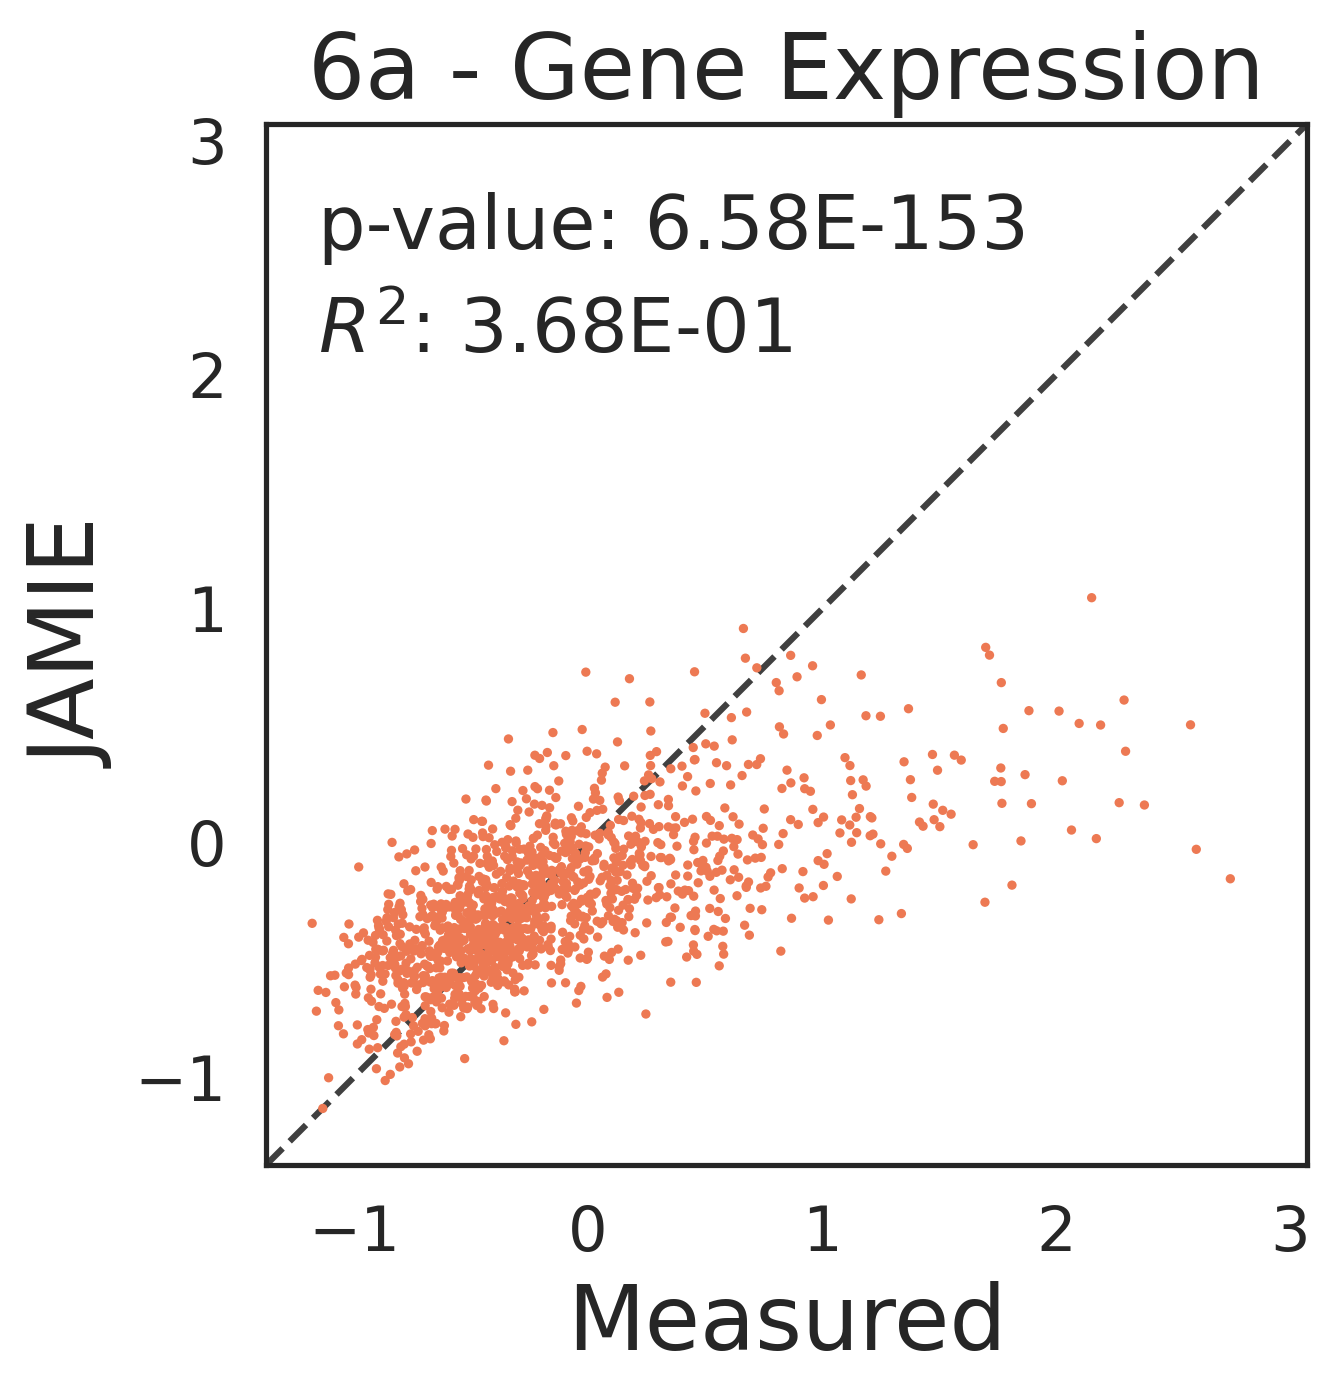 6a - Gene Expression
3
p-value: 6.58E-153
R²: 3.68E-01
2
1
0
−1
JAMIE
−1 0 1 2 3
Measured